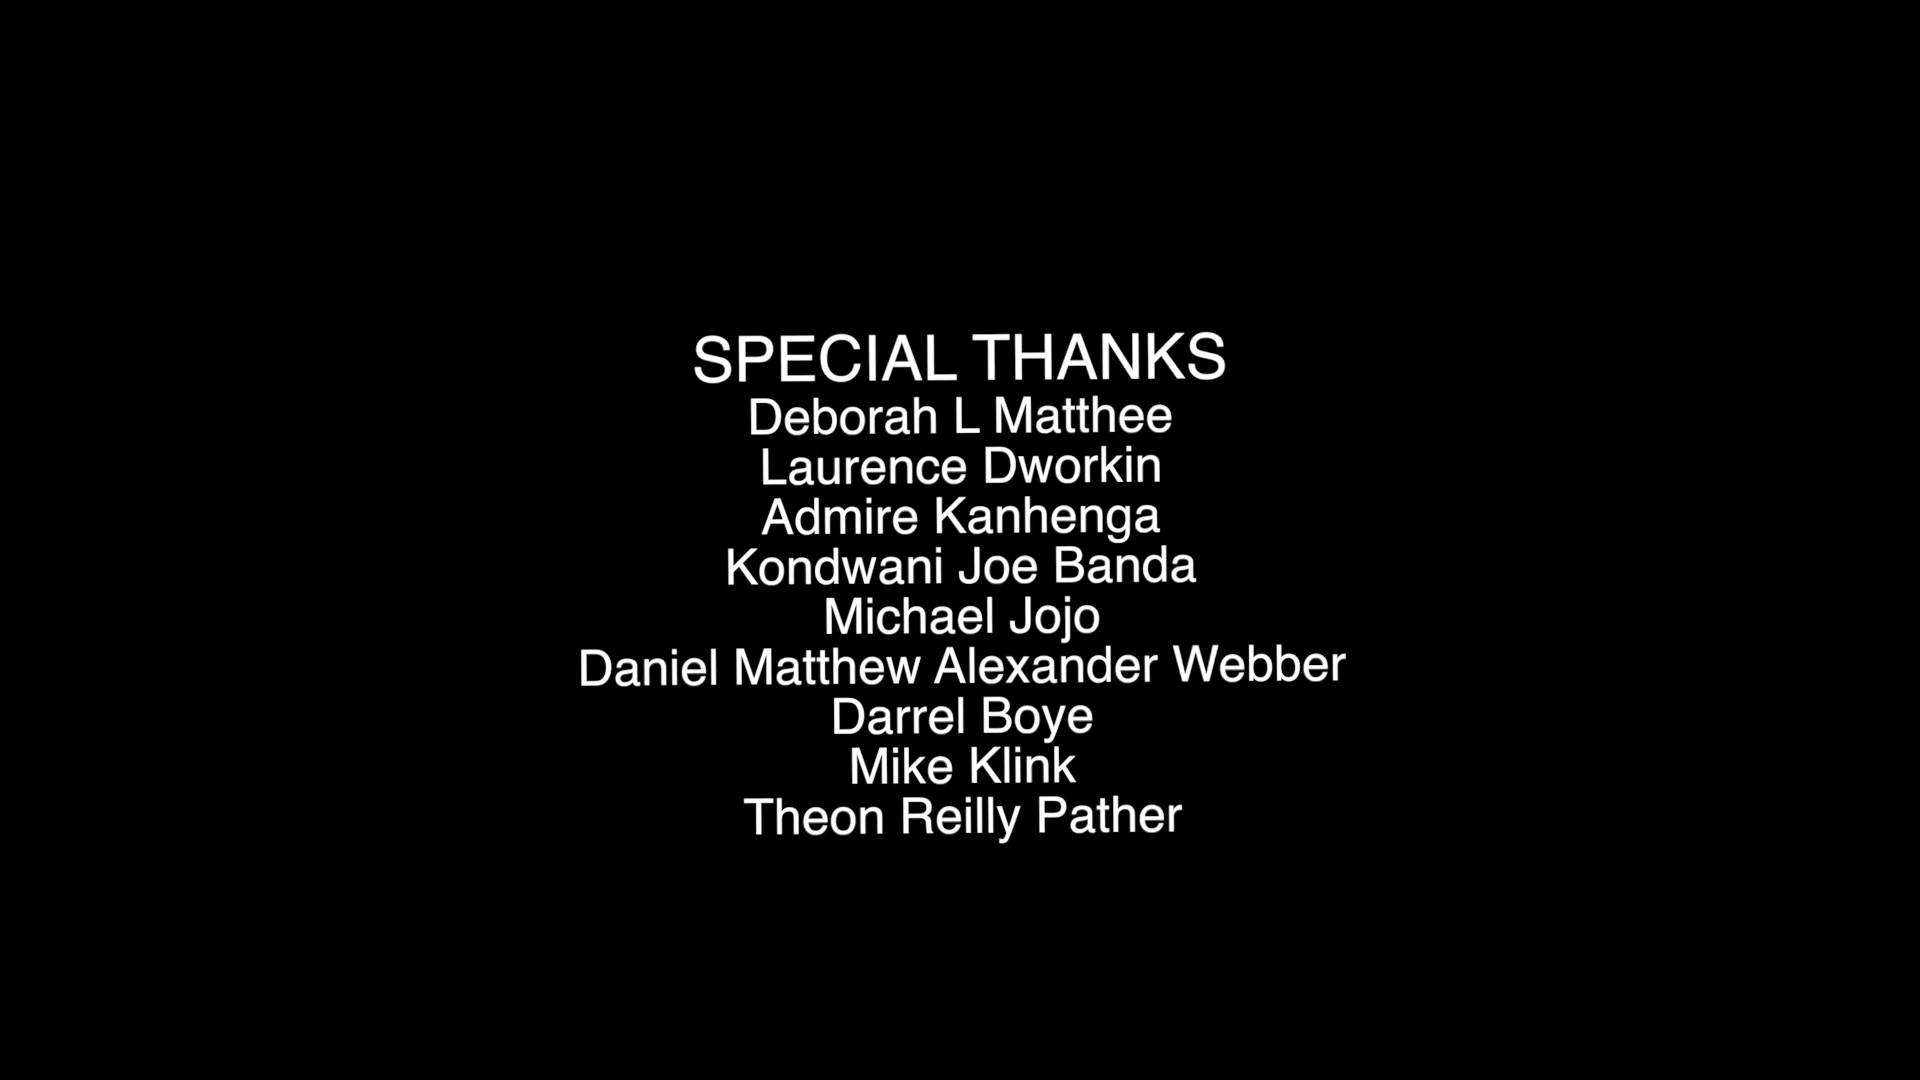 SPECIAL THANKS
Deborah L Matthee
Laurence Dworkin
Admire Kanhenga
Kondwani Joe Banda
Michael Jojo
Daniel Matthew Alexander Webber
Darrel Boye
Mike Klink
Theon Reilly Pather